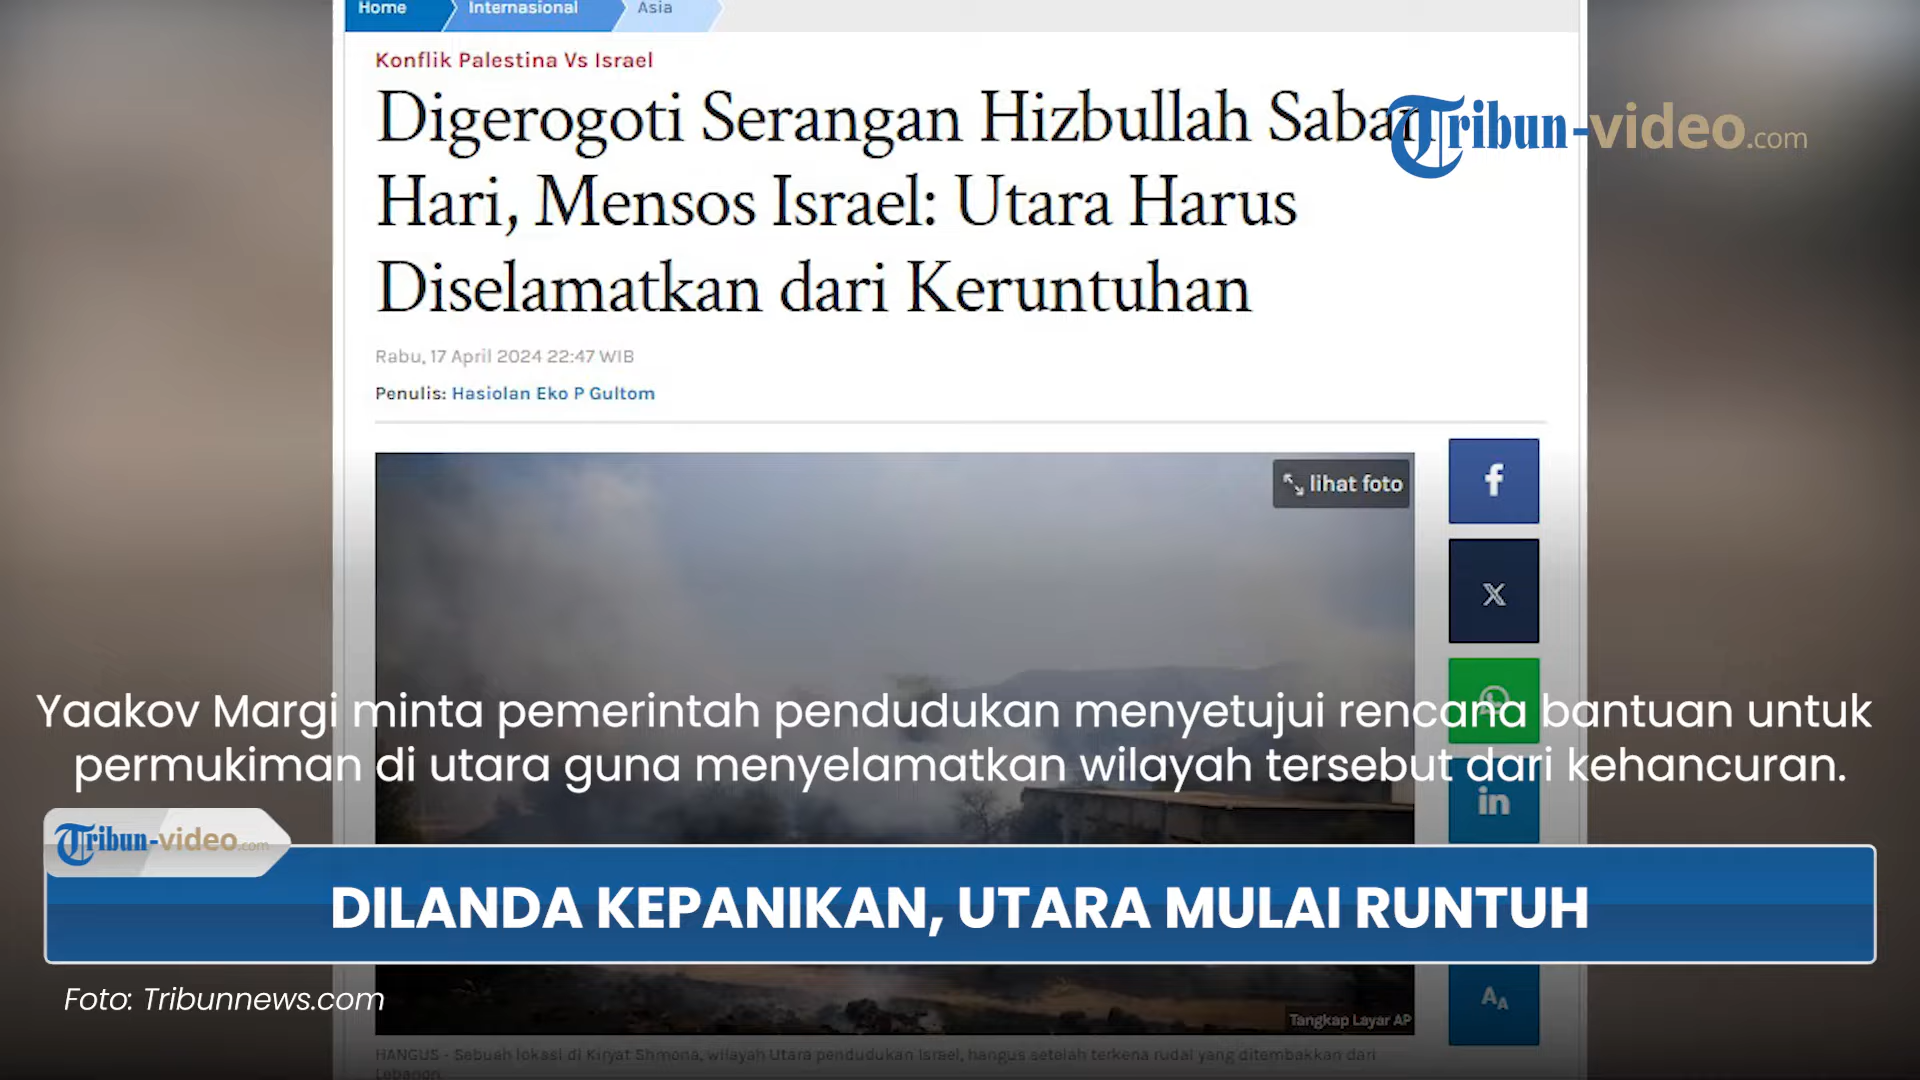 Home Internasional Asia
Konflik Palestina Vs Israel
Digerogoti Serangan Hizbullah Saban
Tribun-video.com
Hari, Mensos Israel: Utara Harus
Diselamatkan dari Keruntuhan
Rabu, 17 April 2024 22:47 WIB
Penulis: Hasiolan Eko P Gultom
lihat foto
Yaakov Margi minta pemerintah pendudukan menyetujui rencana bantuan untuk
permukiman di utara guna menyelamatkan wilayah tersebut dari kehancuran.
Tribun-video.com
DILANDA KEPANIKAN, UTARA MULAI RUNTUH
Foto: Tribunnews.com
Tangkap Layar AP
HANGUS - Sebuah lokasi di Kiryat Shmona, wilayah Utara pendudukan Israel, hangus setelah terkena rudal yang ditembakkan dari
Lebanon.